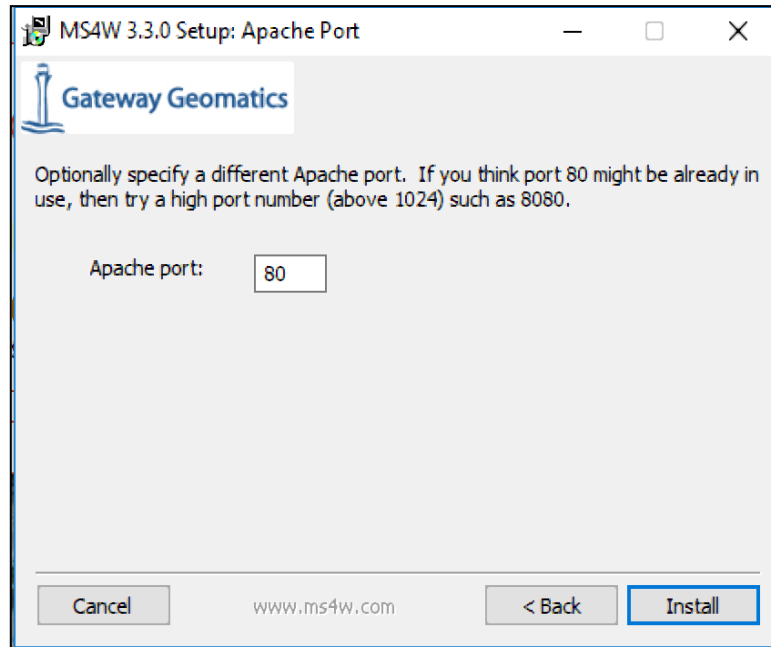 MS4W 3.3.0 Setup: Apache Port
Gateway Geomatics
Optionally specify a different Apache port. If you think port 80 might be already in
use, then try a high port number (above 1024) such as 8080.
Apache port: 80
Cancel www.ms4w.com < Back Install